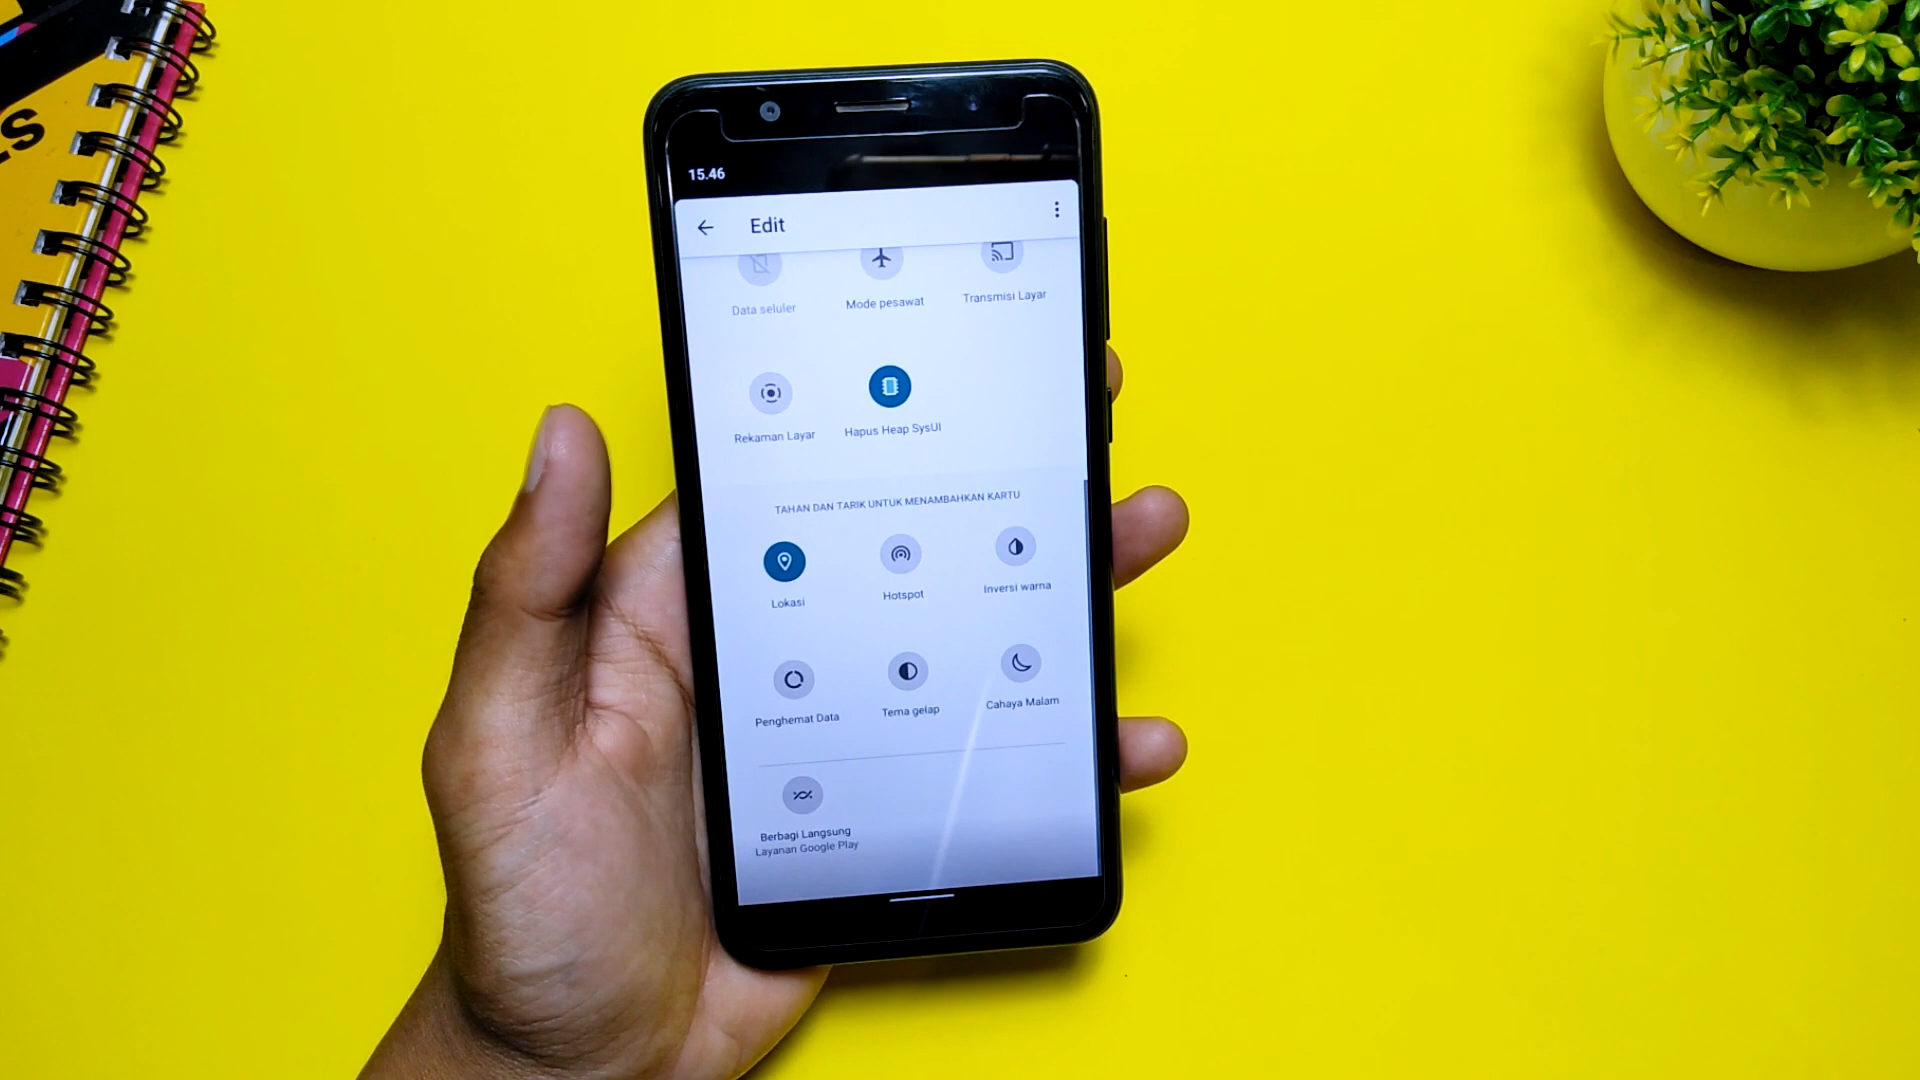 15.46
Edit
Data seluler
Mode pesawat
Transmisi Layar
Rekaman Layar
Hapus Heap SysUI
TAHAN DAN TARIK UNTUK MENAMBAHKAN KARTU
Lokasi
Hotspot
Inversi warna
Penghemat Data
Tema gelap
Cahaya Malam
Berbagi Langsung
Layanan Google Play